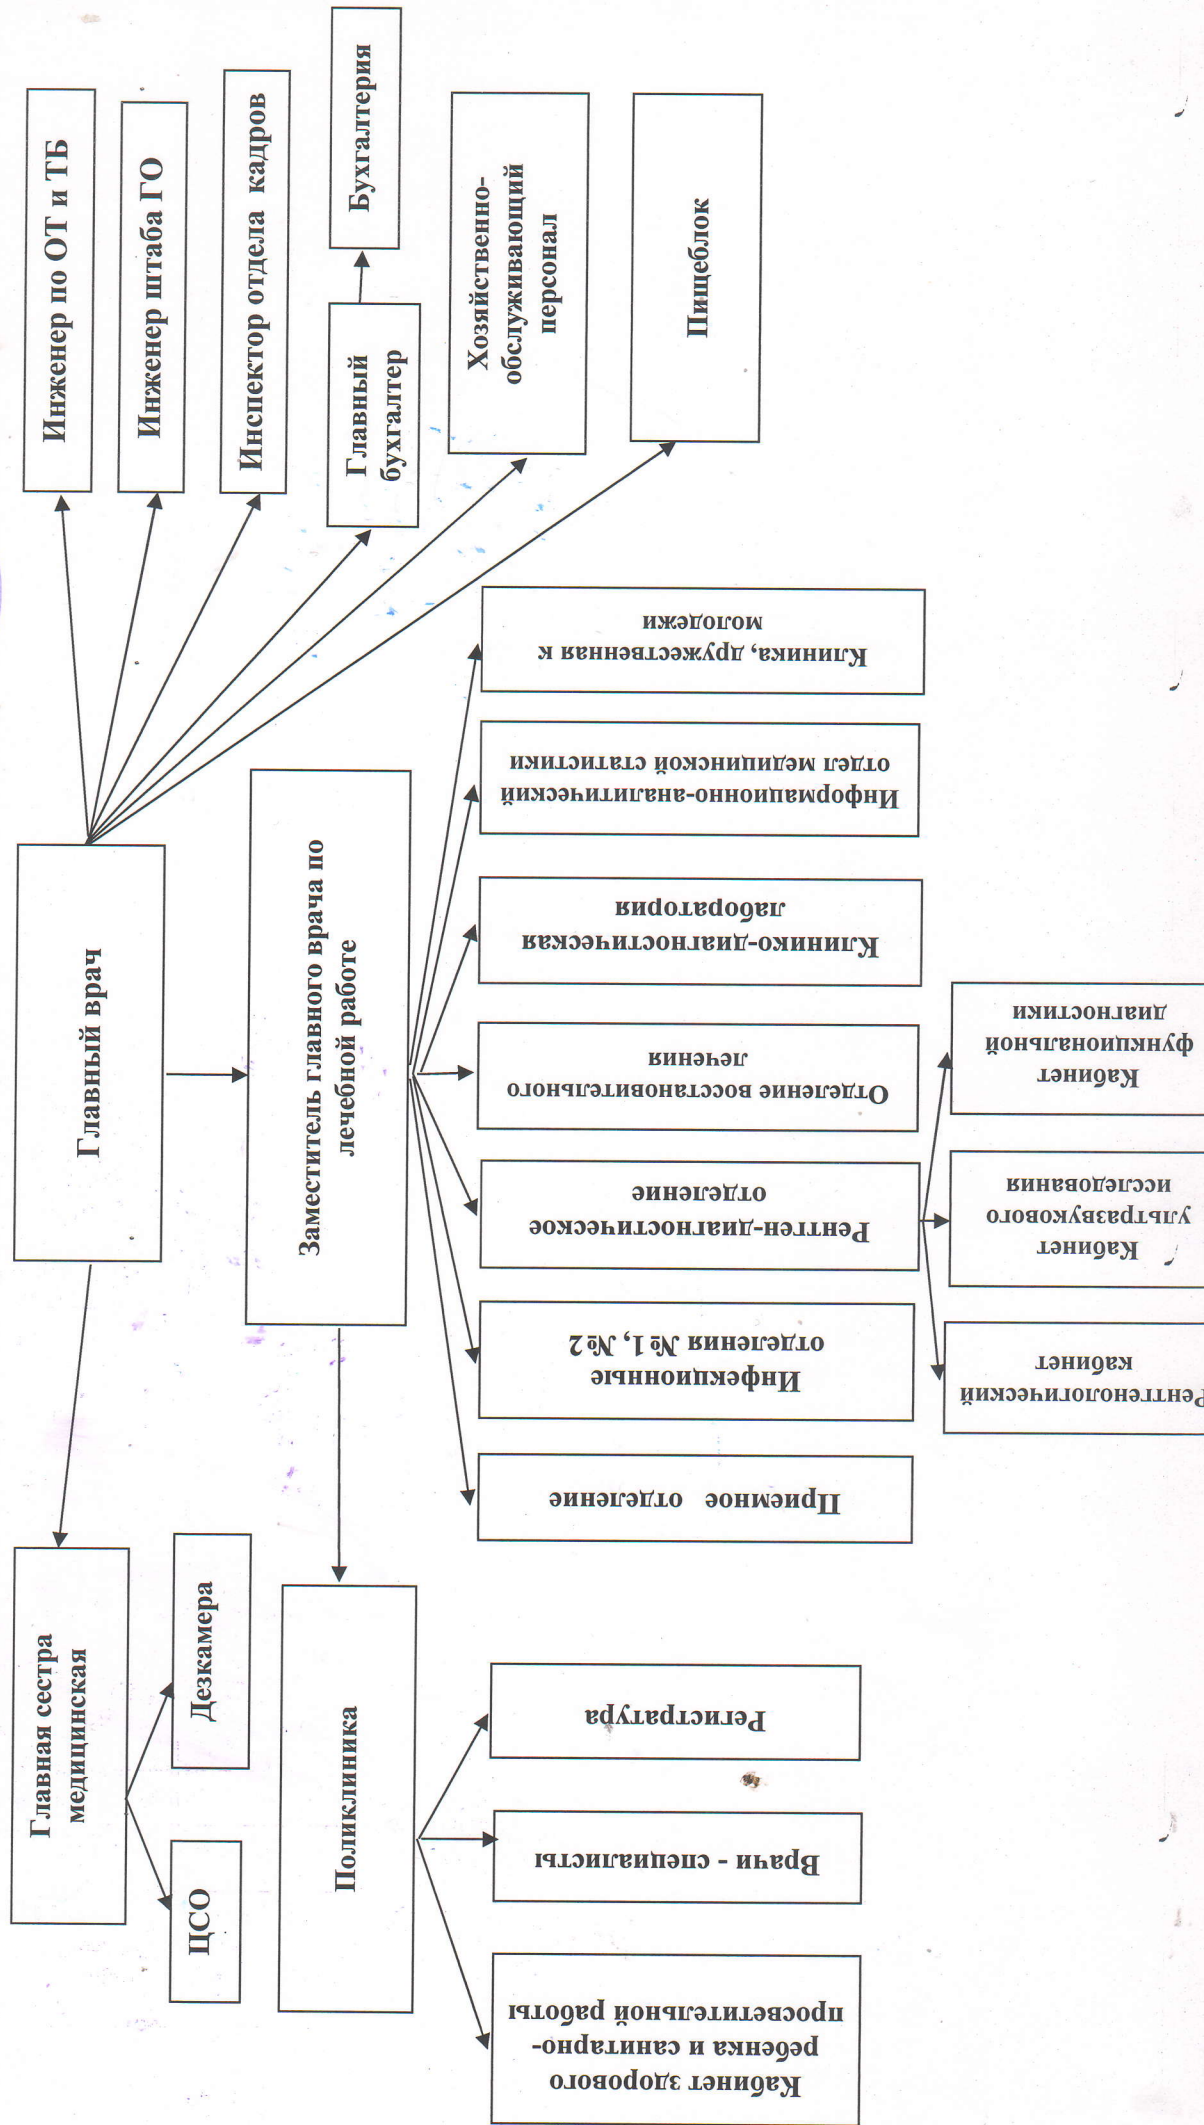 Главный врач
Главная сестра
медицинская
ЦСО
Дезкамера
Инженер по ОТ и ТБ
Инженер штаба ГО
Инспектор отдела кадров
Главный
бухгалтер
Бухгалтерия
Хозяйственно-
обслуживающий
персонал
Пищеблок
Заместитель главного врача по
лечебной работе
Поликлиника
Кабинет здорового
ребенка и санитарно-
просветительной работы
Врачи - специалисты
Регистратура
Приемное отделение
Инфекционные
отделения № 1, № 2
Рентген-диагностическое
отделение
Отделение восстановительного
лечения
Клинико-диагностическая
лаборатория
Информационно-аналитический
отдел медицинской статистики
Клиника, дружественная к
молодежи
Рентгенологический
кабинет
Кабинет
ультразвукового
исследования
Кабинет
функциональной
диагностики